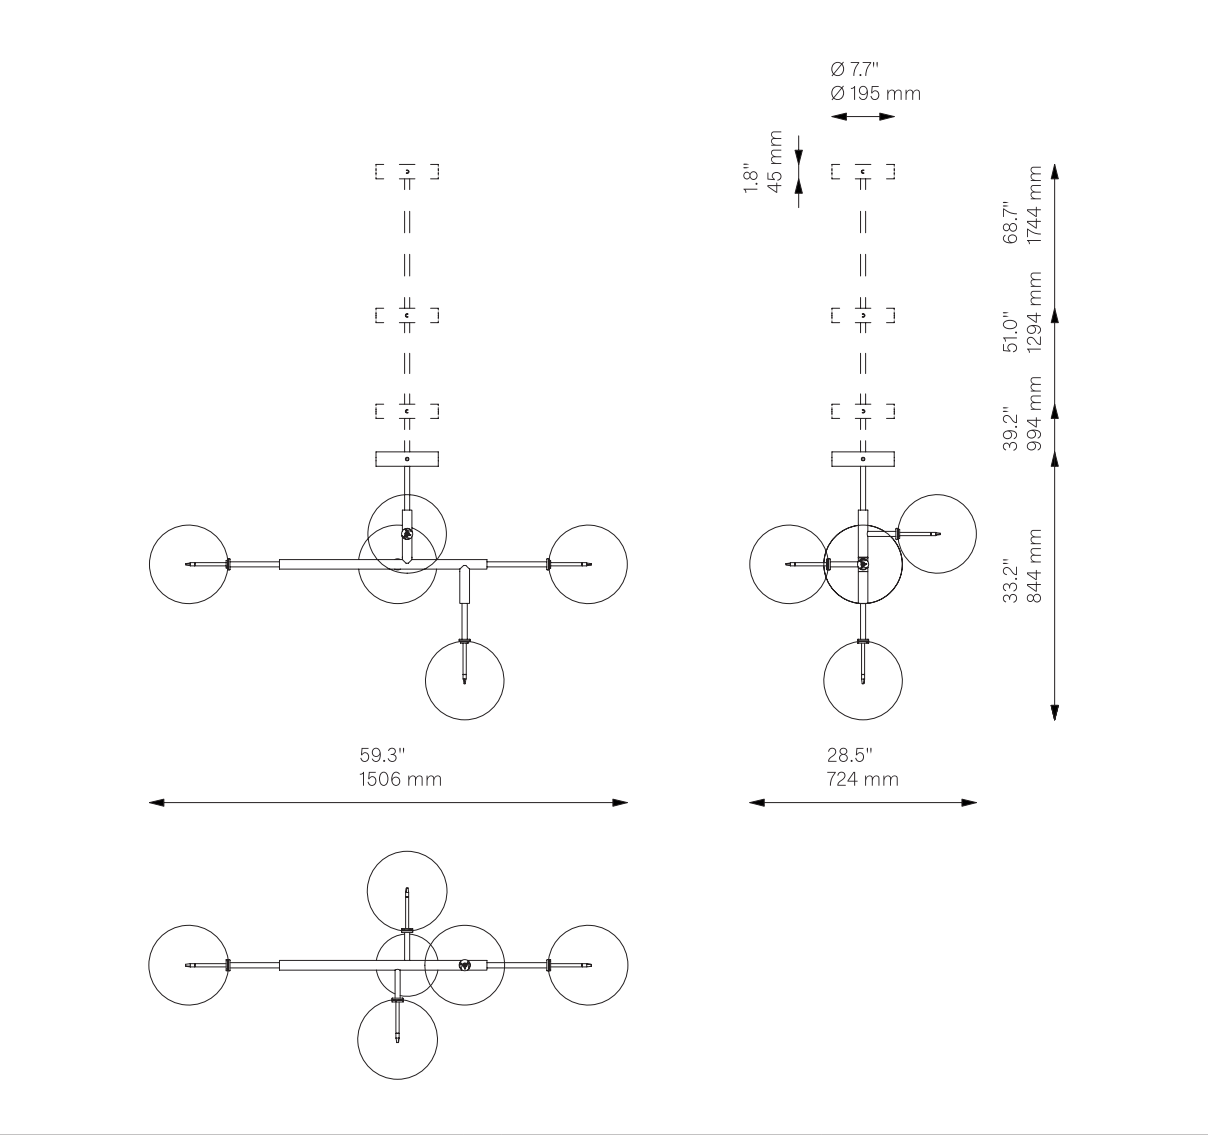 Ø 7.7"
Ø 195 mm
1.8"
45 mm
68.7"
1744 mm
51.0"
1294 mm
39.2"
994 mm
33.2"
844 mm
59.3"
1506 mm
28.5"
724 mm